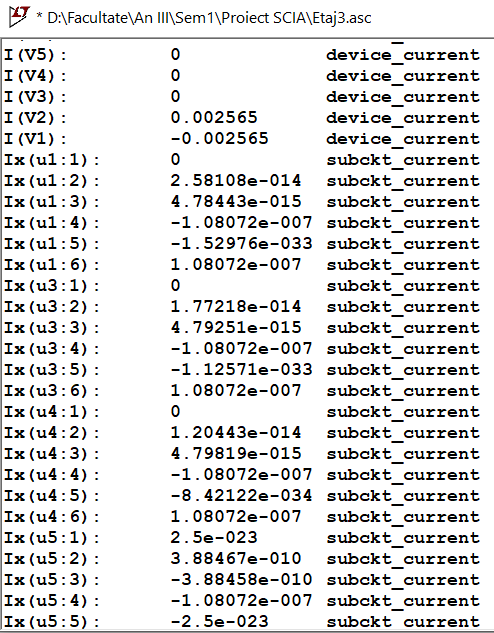 * D:\Facultate\An III\Sem1\Proiect SCIA\Etaj3.asc
I(V5): 0 device_current
I(V4): 0 device_current
I(V3): 0 device_current
I(V2): 0.002565 device_current
I(V1): -0.002565 device_current
Ix(u1:1): 0 subckt_current
Ix(u1:2): 2.58108e-014 subckt_current
Ix(u1:3): 4.78443e-015 subckt_current
Ix(u1:4): -1.08072e-007 subckt_current
Ix(u1:5): -1.52976e-033 subckt_current
Ix(u1:6): 1.08072e-007 subckt_current
Ix(u3:1): 0 subckt_current
Ix(u3:2): 1.77218e-014 subckt_current
Ix(u3:3): 4.79251e-015 subckt_current
Ix(u3:4): -1.08072e-007 subckt_current
Ix(u3:5): -1.12571e-033 subckt_current
Ix(u3:6): 1.08072e-007 subckt_current
Ix(u4:1): 0 subckt_current
Ix(u4:2): 1.20443e-014 subckt_current
Ix(u4:3): 4.79819e-015 subckt_current
Ix(u4:4): -1.08072e-007 subckt_current
Ix(u4:5): -8.42122e-034 subckt_current
Ix(u4:6): 1.08072e-007 subckt_current
Ix(u5:1): 2.5e-023 subckt_current
Ix(u5:2): 3.88467e-010 subckt_current
Ix(u5:3): -3.88458e-010 subckt_current
Ix(u5:4): -1.08072e-007 subckt_current
Ix(u5:5): -2.5e-023 subckt_current